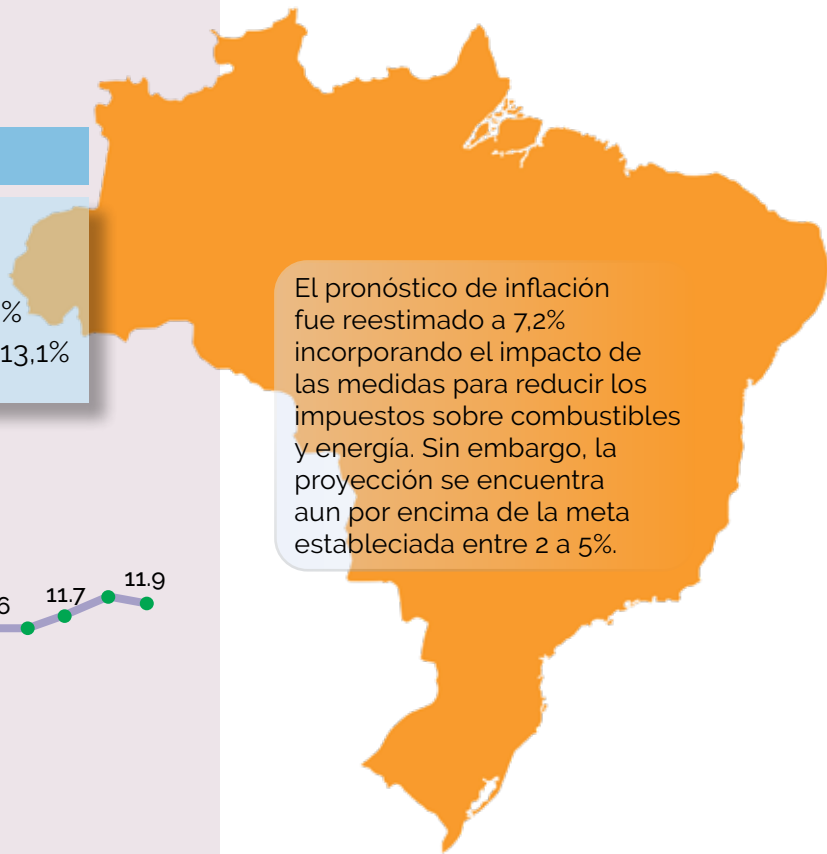 %
13,1%
El pronóstico de inflación
fue reestimado a 7,2%
incorporando el impacto de
las medidas para reducir los
impuestos sobre combustibles
y energía. Sin embargo, la
proyección se encuentra
aun por encima de la meta
estableciada entre 2 a 5%.
6
11.7
11.9